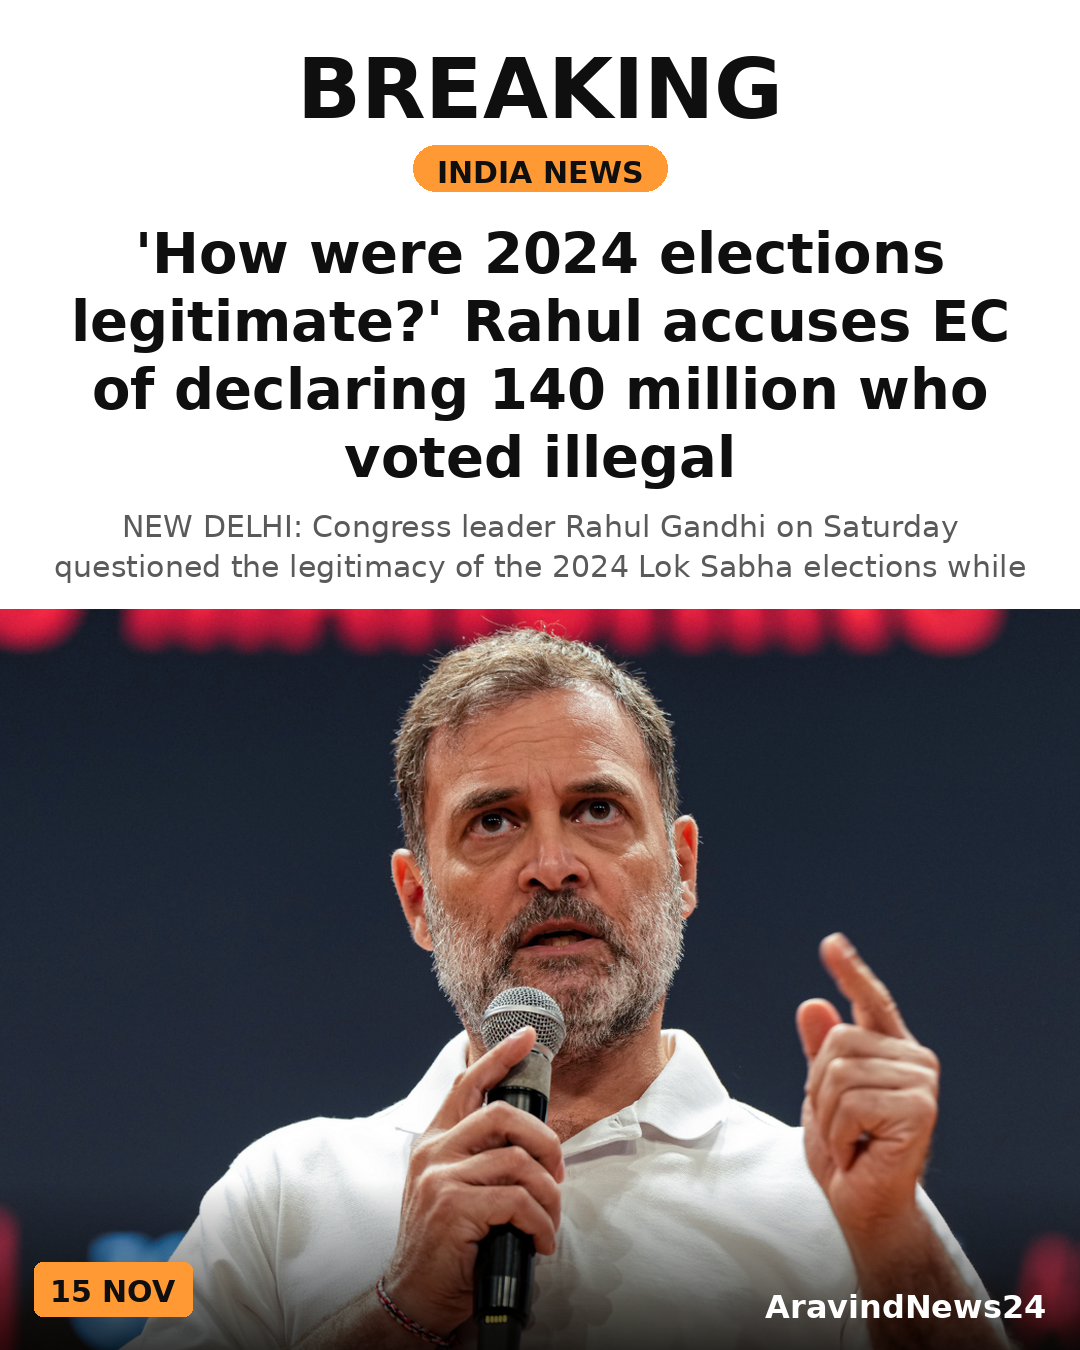 BREAKING
INDIA NEWS
'How were 2024 elections
legitimate?' Rahul accuses EC
of declaring 140 million who
voted illegal
NEW DELHI: Congress leader Rahul Gandhi on Saturday
questioned the legitimacy of the 2024 Lok Sabha elections while
15 NOV
AravindNews24